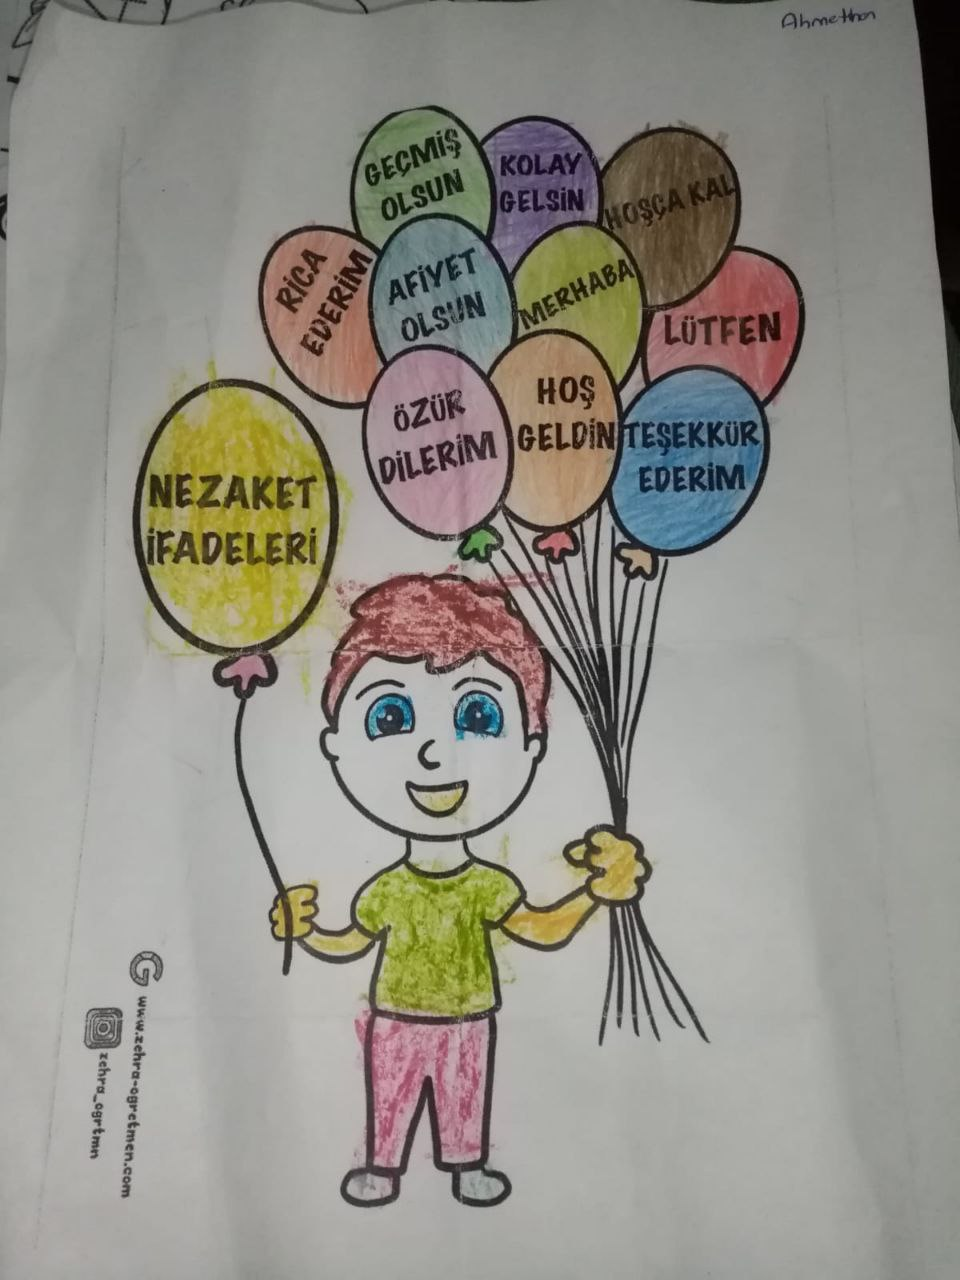 Ahmethan
GEÇMİŞ
OLSUN
KOLAY
GELSİN
HOŞÇA KAL
RİCA
EDERİM
AFİYET
OLSUN
MERHABA
LÜTFEN
ÖZÜR
DİLERİM
HOŞ
GELDİN
TEŞEKKÜR
EDERİM
NEZAKET
İFADELERİ
www.zehra-ogretmen.com
zehra_ogrtmn